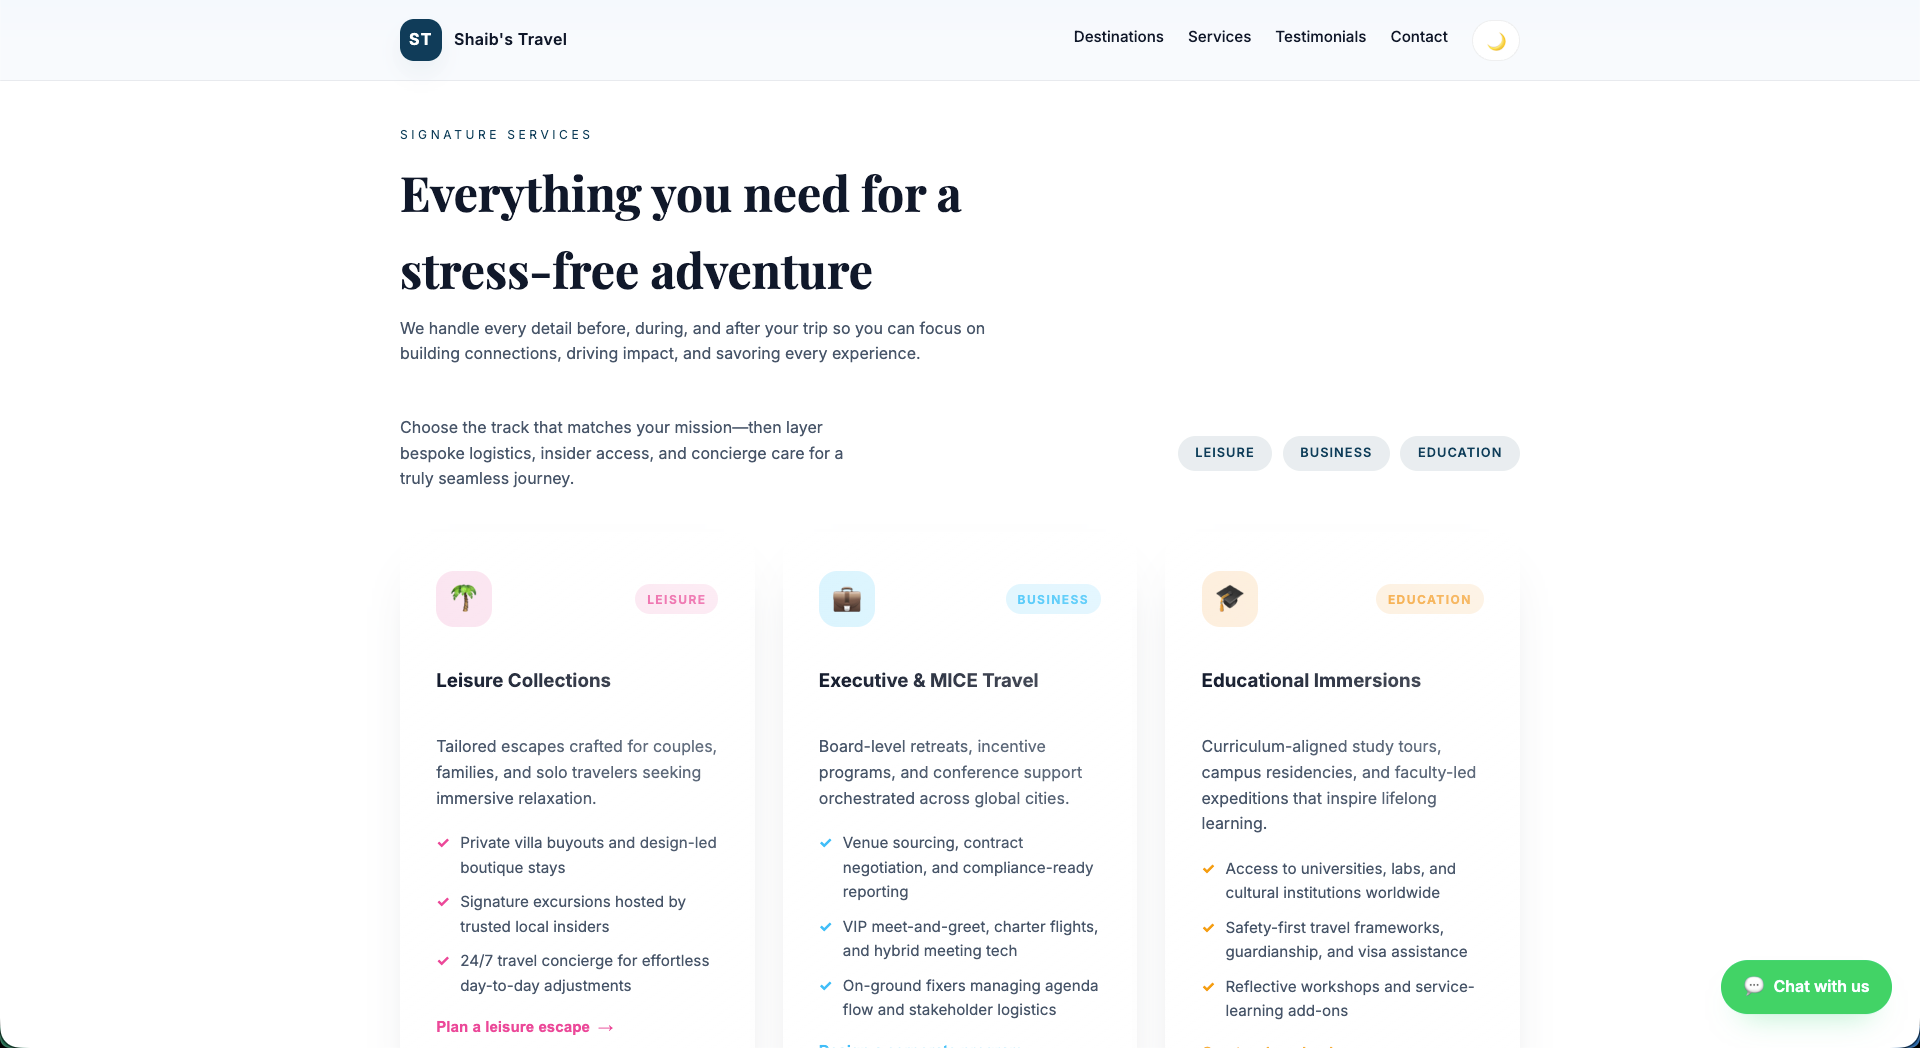 ST Shaib's Travel
Destinations Services Testimonials Contact
SIGNATURE SERVICES
Everything you need for a
stress-free adventure
We handle every detail before, during, and after your trip so you can focus on
building connections, driving impact, and savoring every experience.
Choose the track that matches your mission—then layer
bespoke logistics, insider access, and concierge care for a
truly seamless journey.
LEISURE BUSINESS EDUCATION
LEISURE
Leisure Collections
Tailored escapes crafted for couples,
families, and solo travelers seeking
immersive relaxation.
✓ Private villa buyouts and design-led
boutique stays
✓ Signature excursions hosted by
trusted local insiders
✓ 24/7 travel concierge for effortless
day-to-day adjustments
Plan a leisure escape →
BUSINESS
Executive & MICE Travel
Board-level retreats, incentive
programs, and conference support
orchestrated across global cities.
✓ Venue sourcing, contract
negotiation, and compliance-ready
reporting
✓ VIP meet-and-greet, charter flights,
and hybrid meeting tech
✓ On-ground fixers managing agenda
flow and stakeholder logistics
EDUCATION
Educational Immersions
Curriculum-aligned study tours,
campus residencies, and faculty-led
expeditions that inspire lifelong
learning.
✓ Access to universities, labs, and
cultural institutions worldwide
✓ Safety-first travel frameworks,
guardianship, and visa assistance
✓ Reflective workshops and service-
learning add-ons
Chat with us